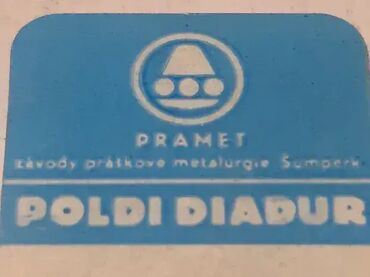 PRAMET
závody práškové metalurgie Šumperk
POLDI DIADUR